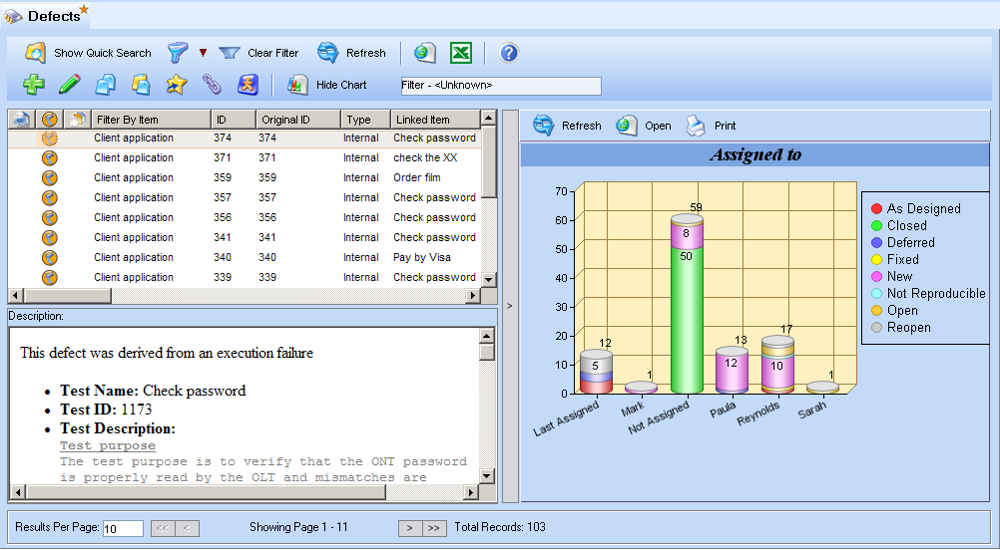 Defects
Show Quick Search Clear Filter Refresh
Hide Chart Filter - <Unknown>
Filter By Item ID Original ID Type Linked Item
Client application 374 374 Internal Check password
Client application 371 371 Internal check the XX
Client application 359 359 Internal Order film
Client application 357 357 Internal Check password
Client application 356 356 Internal Check password
Client application 341 341 Internal Check password
Client application 340 340 Internal Pay by Visa
Client application 339 339 Internal Check password
Description:
This defect was derived from an execution failure
• Test Name: Check password
• Test ID: 1173
• Test Description:
Test purpose
The test purpose is to verify that the ONT password
is properly read by the OLT and mismatches are
>
Refresh Open Print
Assigned to
70
60
50
40
30
20
10
0
12
5
1
59
8
50
13
12
17
10
1
Last Assigned
Mark
Not Assigned
Paula
Reynolds
Sarah
As Designed
Closed
Deferred
Fixed
New
Not Reproducible
Open
Reopen
Results Per Page: 10 << < Showing Page 1 - 11 > >> Total Records: 103